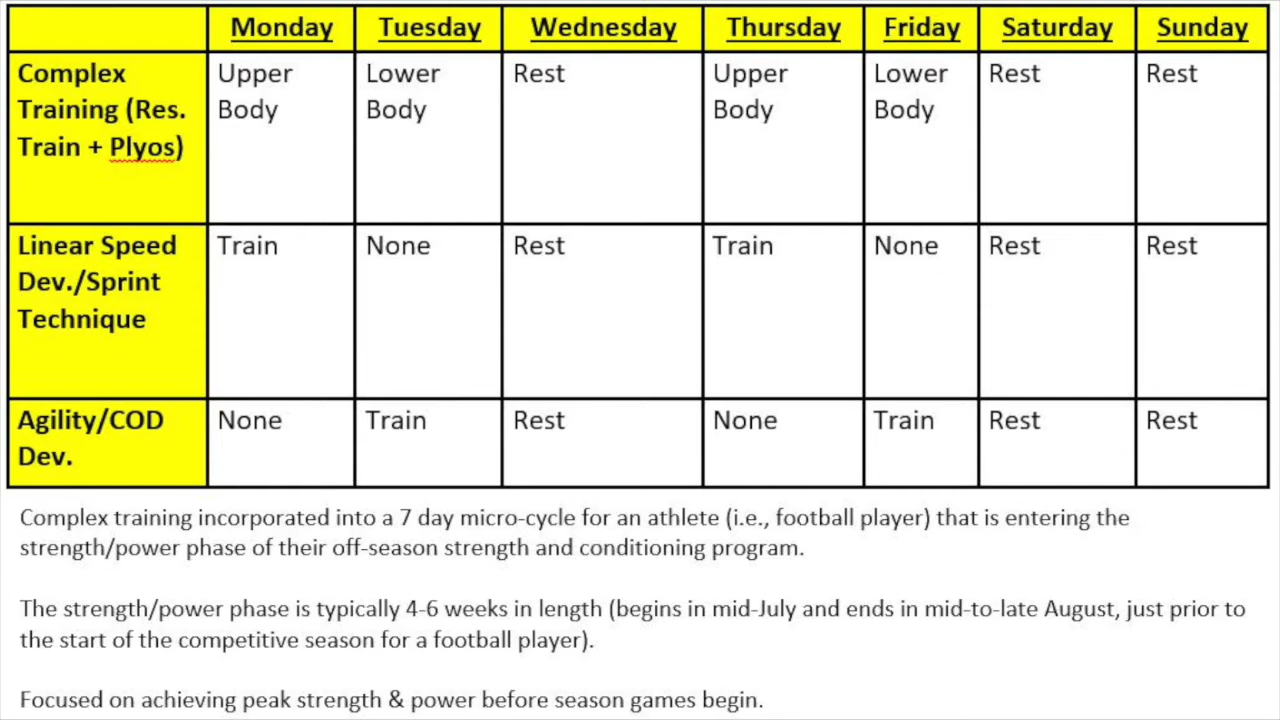 Monday Tuesday Wednesday Thursday Friday Saturday Sunday
Complex Upper Lower Rest Upper Lower Rest Rest
Training (Res. Body Body Body Body
Train + Plyos)
Linear Speed Train None Rest Train None Rest Rest
Dev./Sprint
Technique
Agility/COD None Train Rest None Train Rest Rest
Dev.
Complex training incorporated into a 7 day micro-cycle for an athlete (i.e., football player) that is entering the
strength/power phase of their off-season strength and conditioning program.
The strength/power phase is typically 4-6 weeks in length (begins in mid-July and ends in mid-to-late August, just prior to
the start of the competitive season for a football player).
Focused on achieving peak strength & power before season games begin.